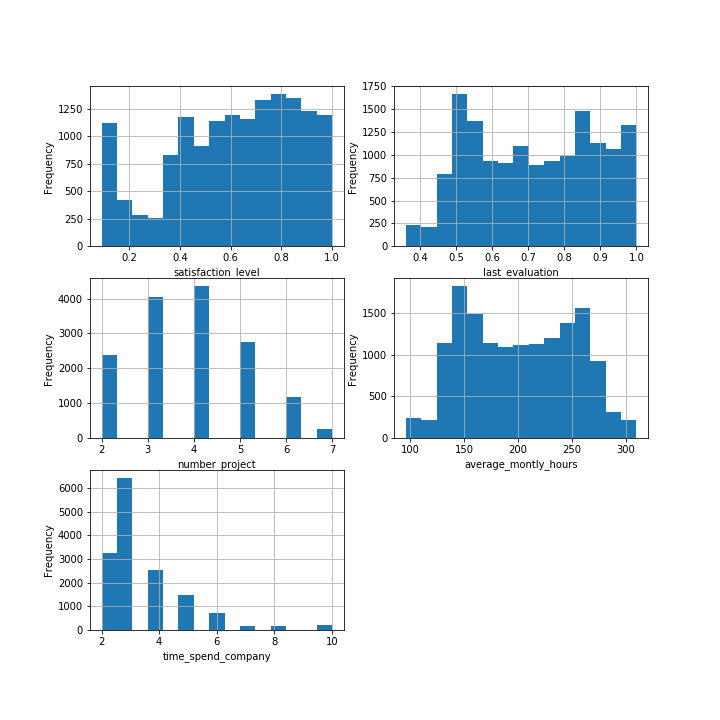 Frequency
1250
1000
750
500
250
0
0.2 0.4 0.6 0.8 1.0
satisfaction_level
Frequency
1750
1500
1250
1000
750
500
250
0
0.4 0.5 0.6 0.7 0.8 0.9 1.0
last_evaluation
Frequency
4000
3000
2000
1000
0
2 3 4 5 6 7
number_project
Frequency
1500
1000
500
0
100 150 200 250 300
average_montly_hours
Frequency
6000
5000
4000
3000
2000
1000
0
2 4 6 8 10
time_spend_company